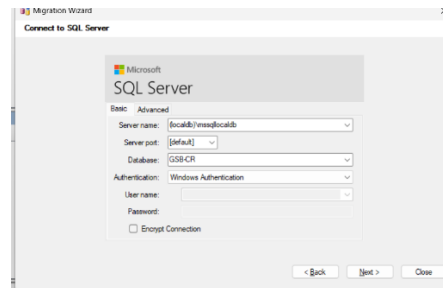 Migration Wizard
Connect to SQL Server
Microsoft
SQL Server
Basic Advanced
Server name: (localdb)\mssqllocaldb
Server port: [default]
Database: GSB-CR
Authentication: Windows Authentication
User name:
Password:
Encrypt Connection
< Back Next > Close